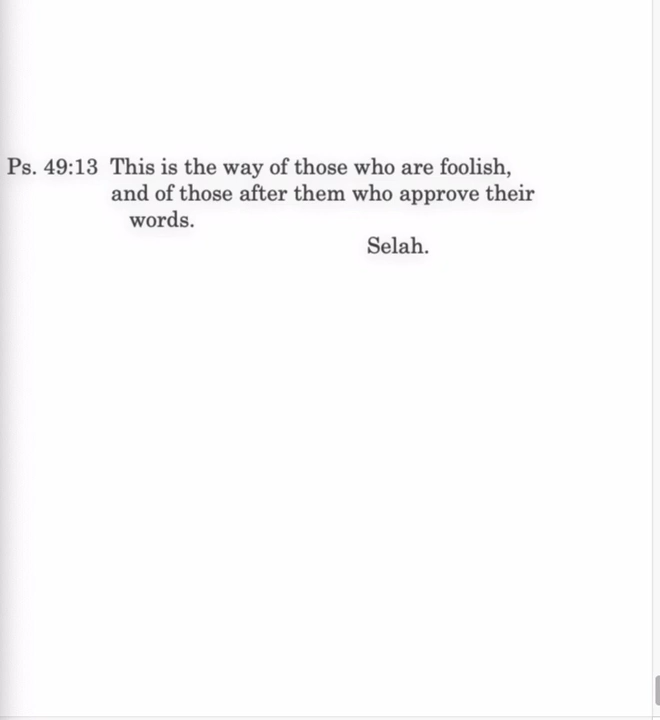 Ps. 49:13 This is the way of those who are foolish,
and of those after them who approve their
words.
Selah.